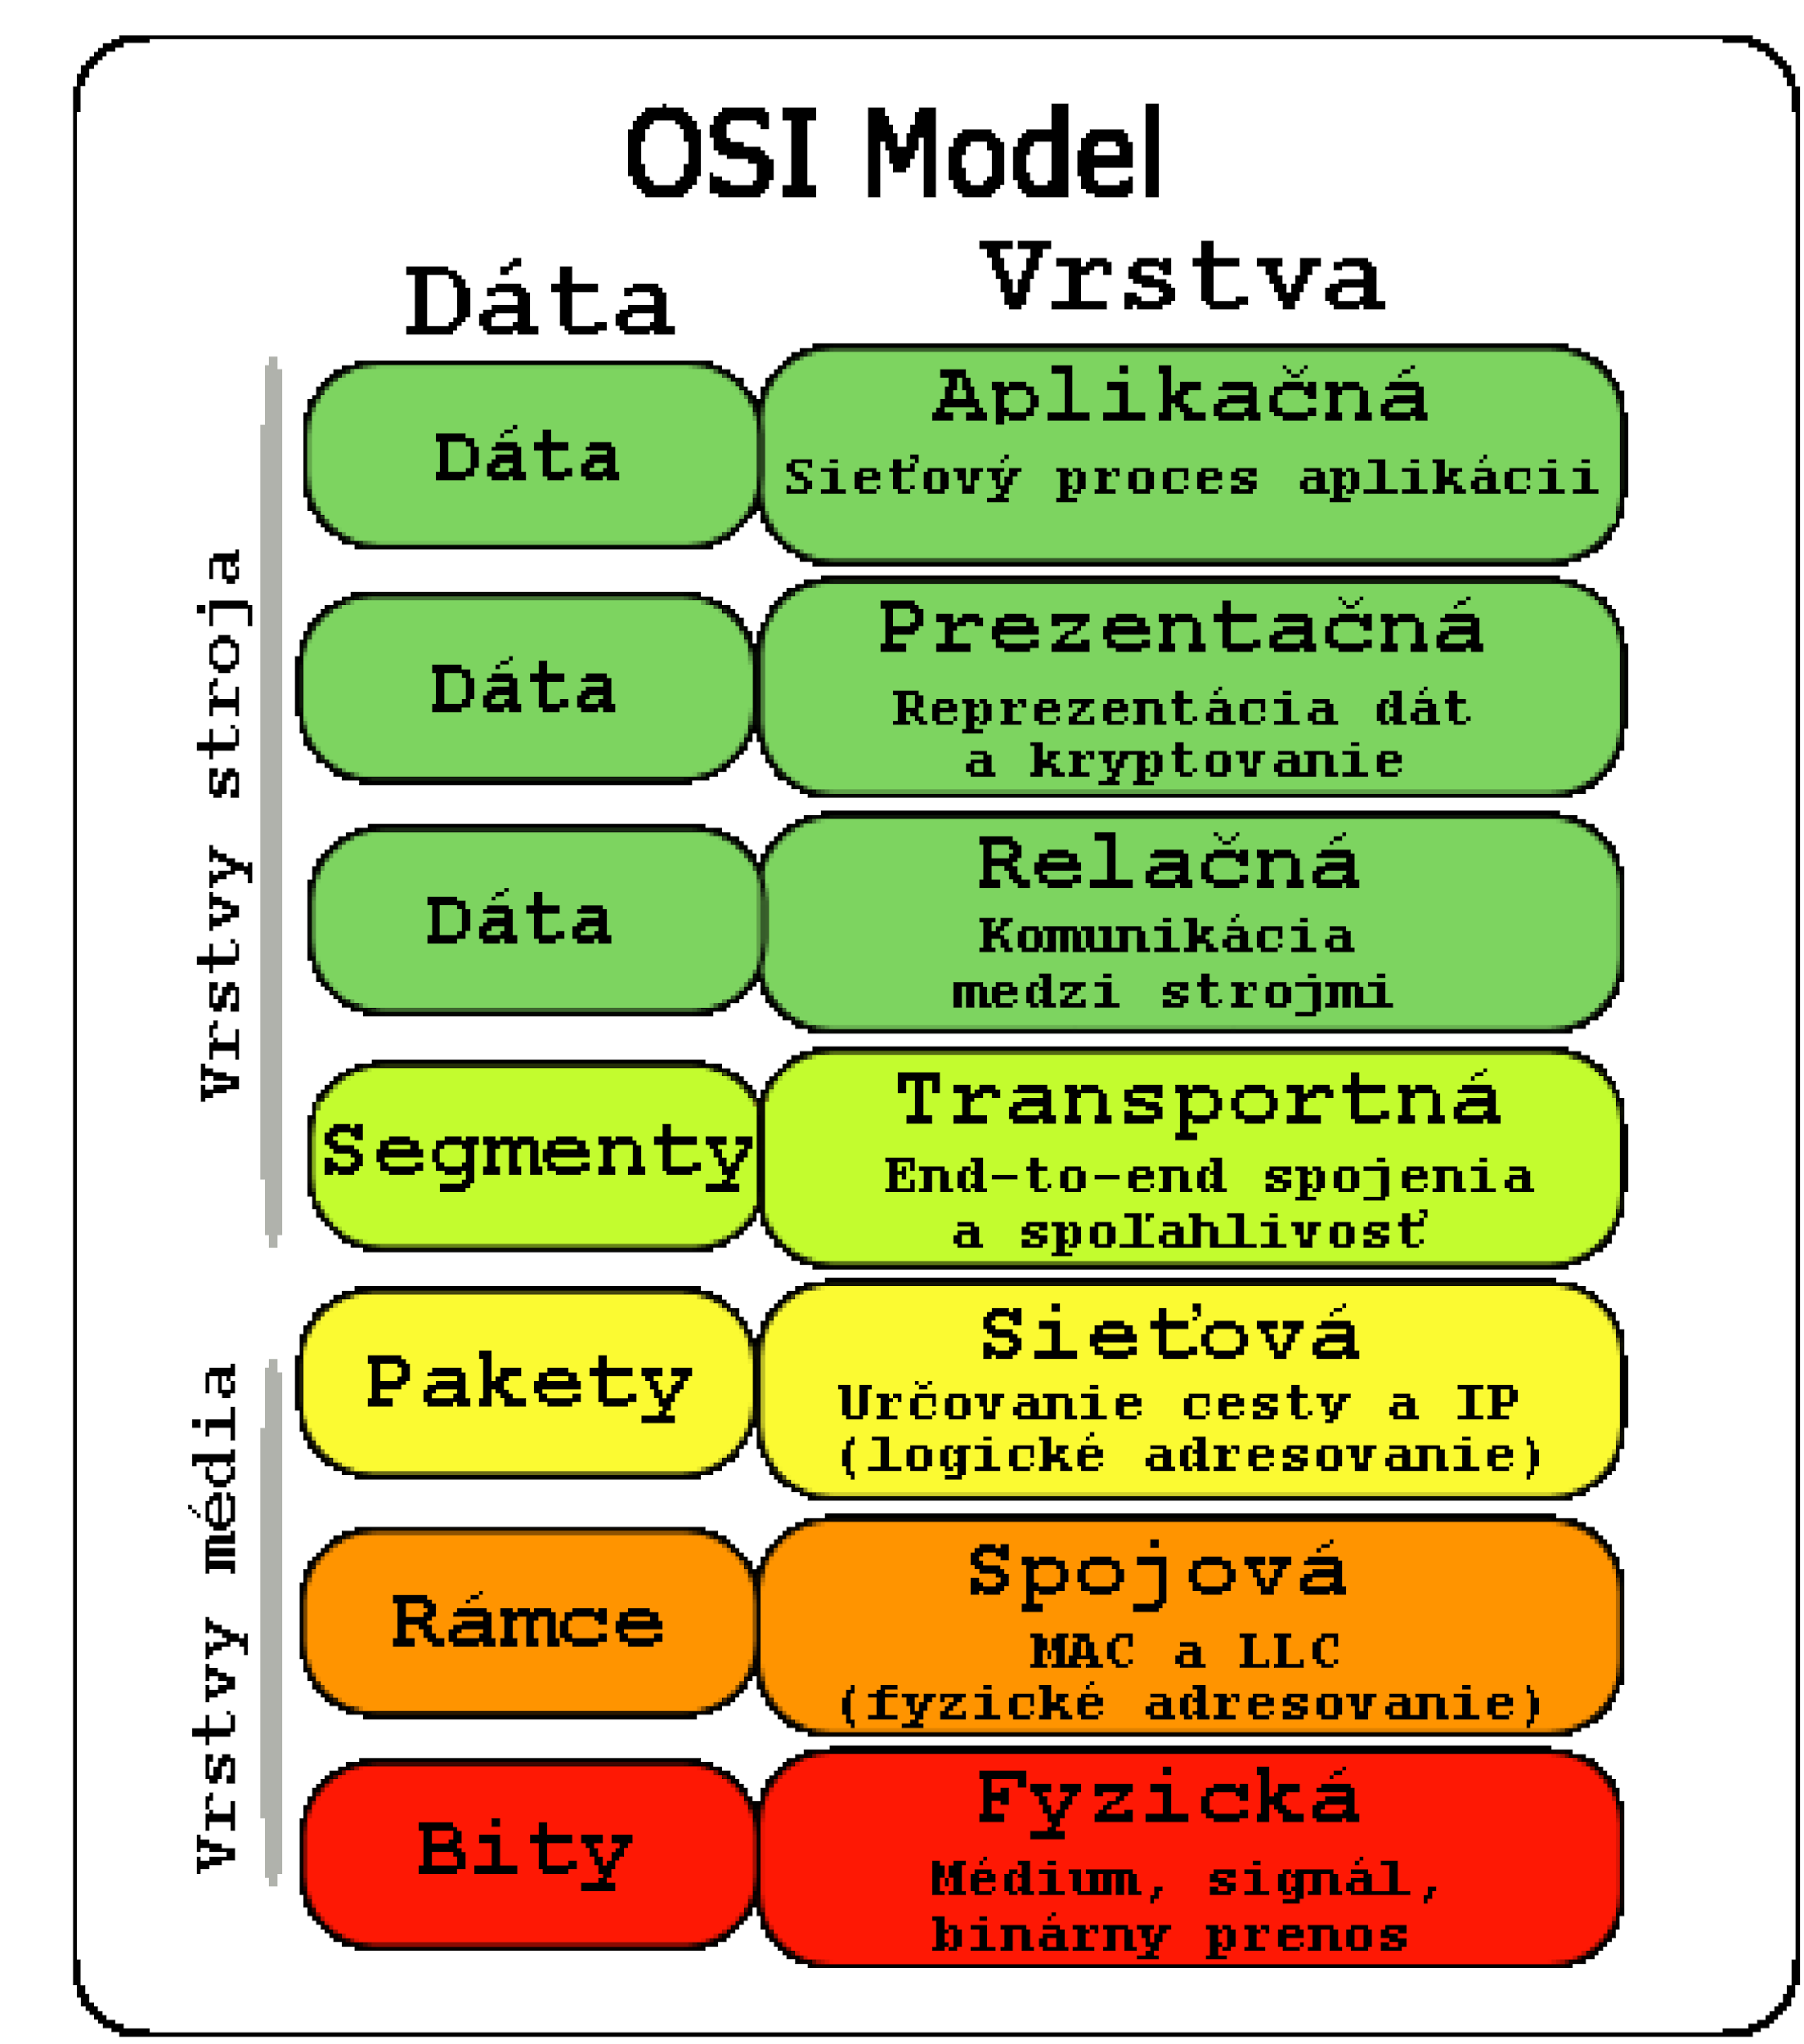 OSI Model
Dáta
Vrstva
vrstvy stroja
Dáta
Aplikačná
Sieťový proces aplikácii
Dáta
Prezentačná
Reprezentácia dát
a kryptovanie
Dáta
Relačná
Komunikácia
medzi strojmi
Segmenty
Transportná
End-to-end spojenia
a spoľahlivosť
vrstvy média
Pakety
Sieťová
Určovanie cesty a IP
(logické adresovanie)
Rámce
Spojová
MAC a LLC
(fyzické adresovanie)
Bity
Fyzická
Médium, signál,
binárny prenos